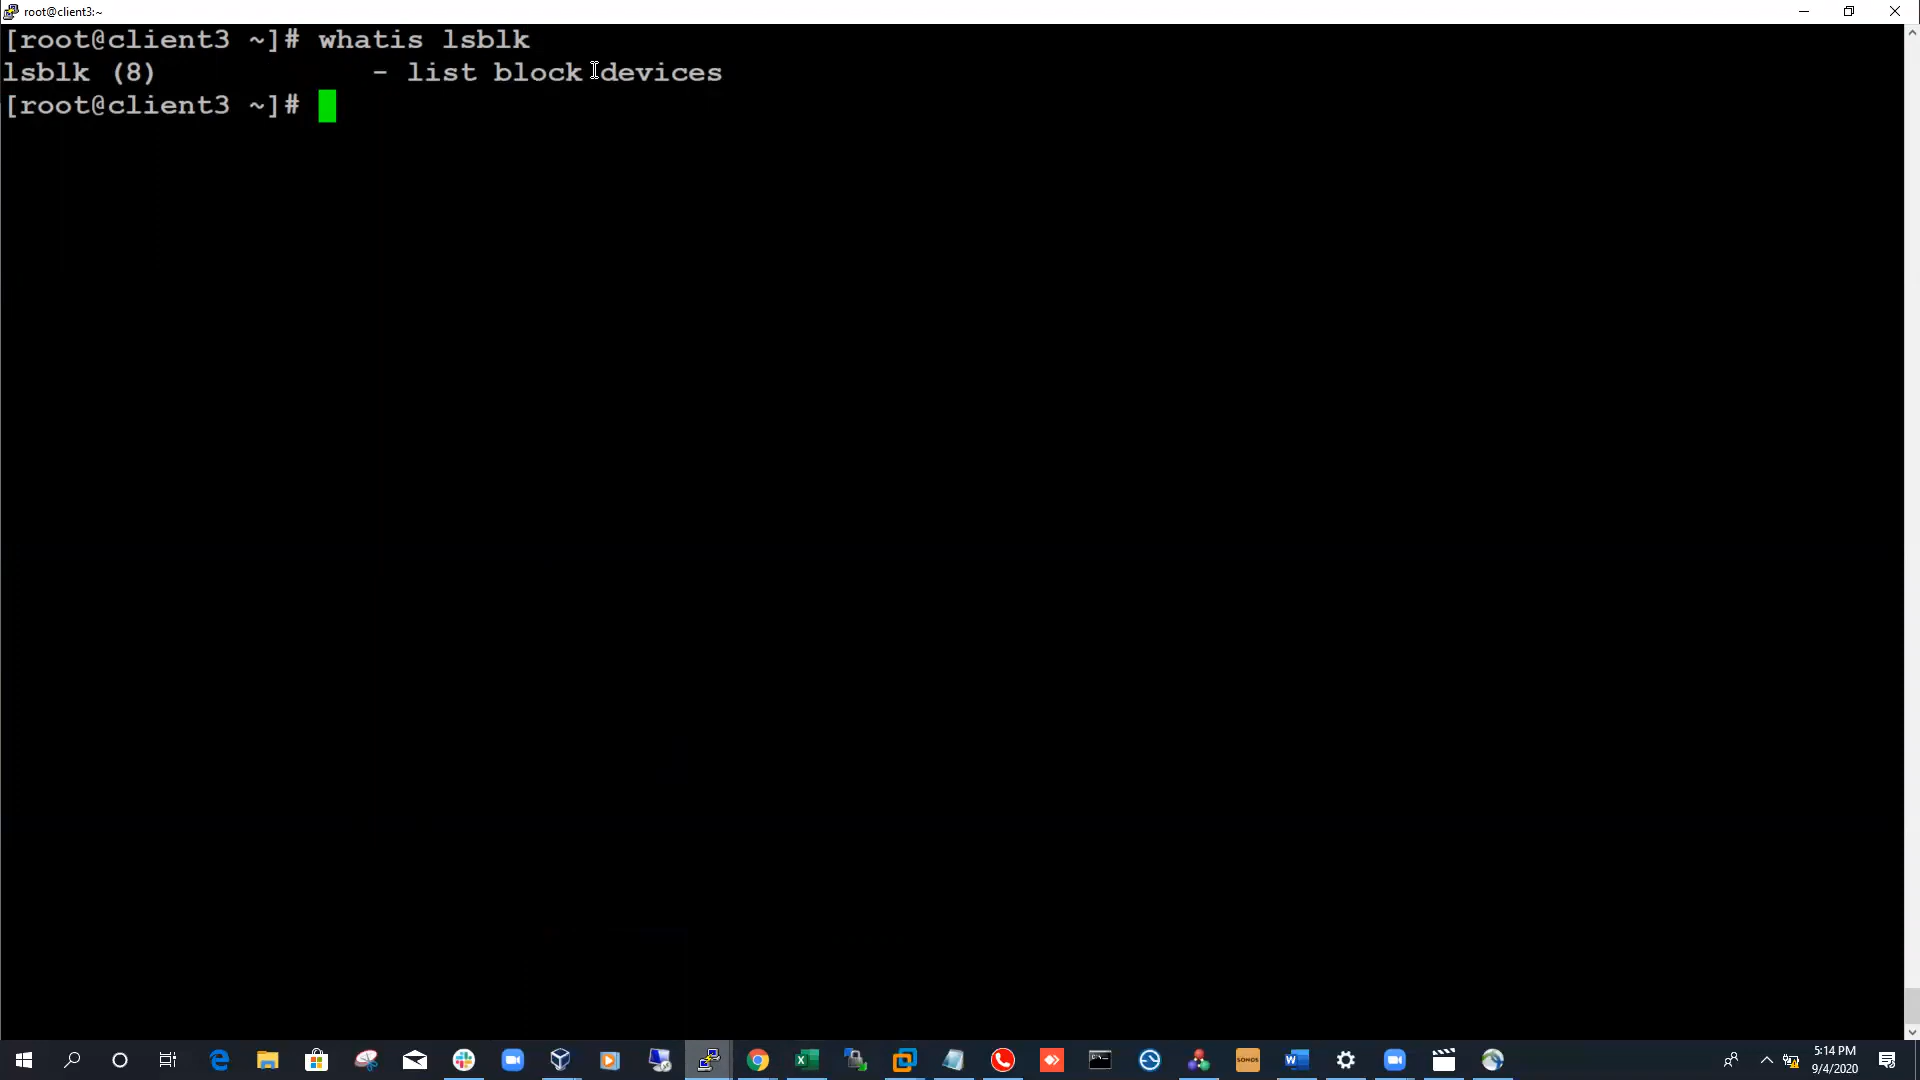 root@client3:~
[root@client3 ~]# whatis lsblk
lsblk (8)            - list block devices
[root@client3 ~]#
SONOS
5:14 PM
9/4/2020